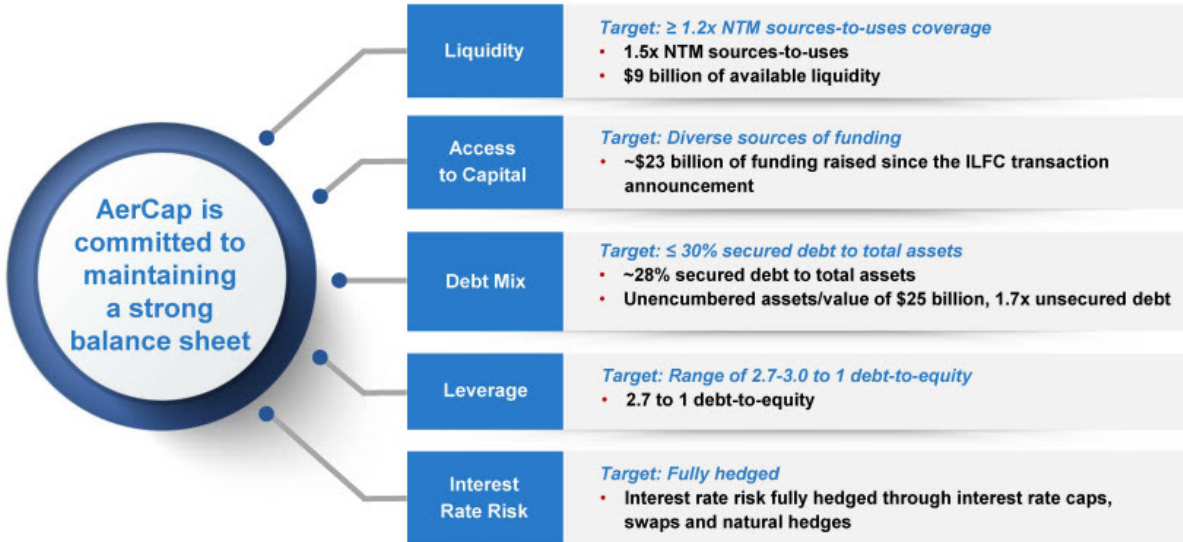 AerCap is
committed to
maintaining
a strong
balance sheet
Liquidity
Target: ≥ 1.2x NTM sources-to-uses coverage
• 1.5x NTM sources-to-uses
• $9 billion of available liquidity
Access
to Capital
Target: Diverse sources of funding
• ~$23 billion of funding raised since the ILFC transaction
announcement
Debt Mix
Target: ≤ 30% secured debt to total assets
• ~28% secured debt to total assets
• Unencumbered assets/value of $25 billion, 1.7x unsecured debt
Leverage
Target: Range of 2.7-3.0 to 1 debt-to-equity
• 2.7 to 1 debt-to-equity
Interest
Rate Risk
Target: Fully hedged
• Interest rate risk fully hedged through interest rate caps,
swaps and natural hedges